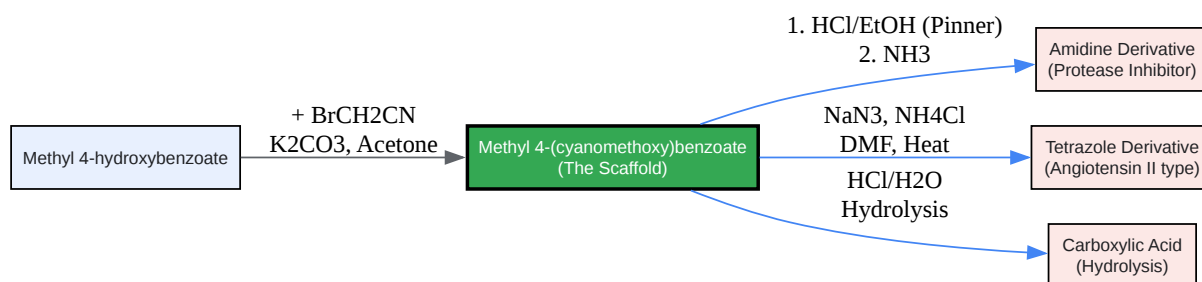 Methyl 4-hydroxybenzoate
+ BrCH2CN
K2CO3, Acetone
Methyl 4-(cyanomethoxy)benzoate
(The Scaffold)
1. HCl/EtOH (Pinner)
2. NH3
Amidine Derivative
(Protease Inhibitor)
NaN3, NH4Cl
DMF, Heat
Tetrazole Derivative
(Angiotensin II type)
HCl/H2O
Hydrolysis
Carboxylic Acid
(Hydrolysis)